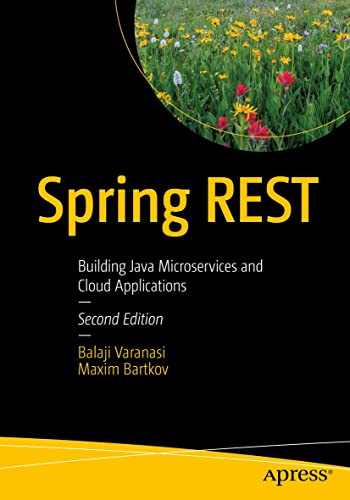 Spring REST
Building Java Microservices and
Cloud Applications
—
Second Edition
—
Balaji Varanasi
Maxim Bartkov
Apress®